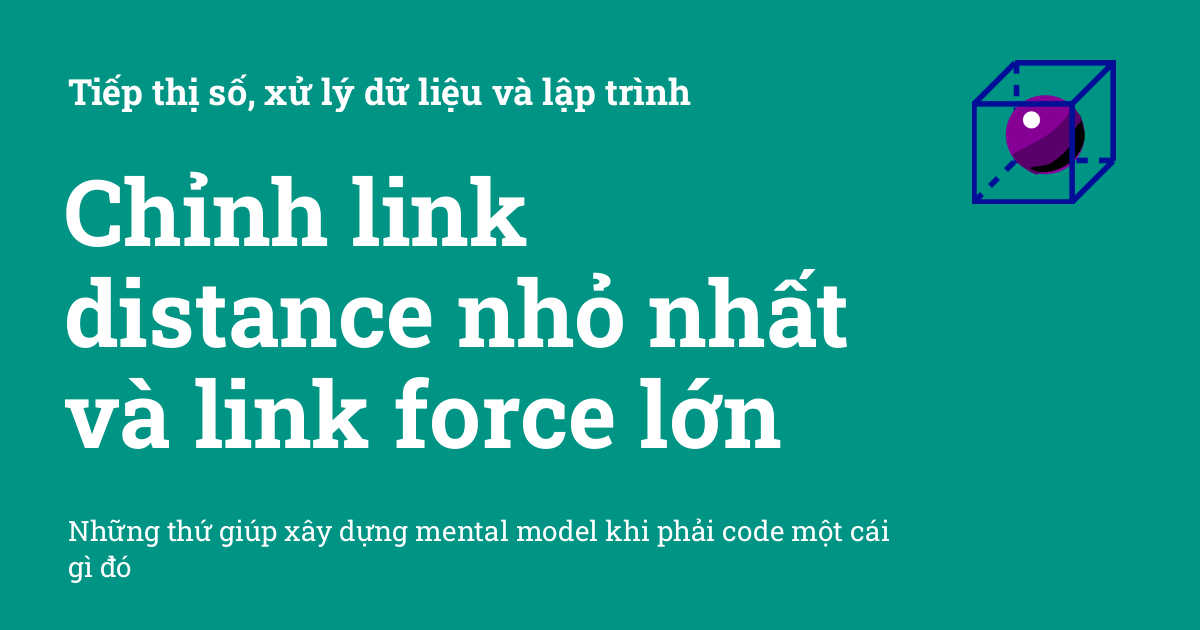 Tiếp thị số, xử lý dữ liệu và lập trình
Chỉnh link
distance nhỏ nhất
và link force lớn
Những thứ giúp xây dựng mental model khi phải code một cái
gì đó